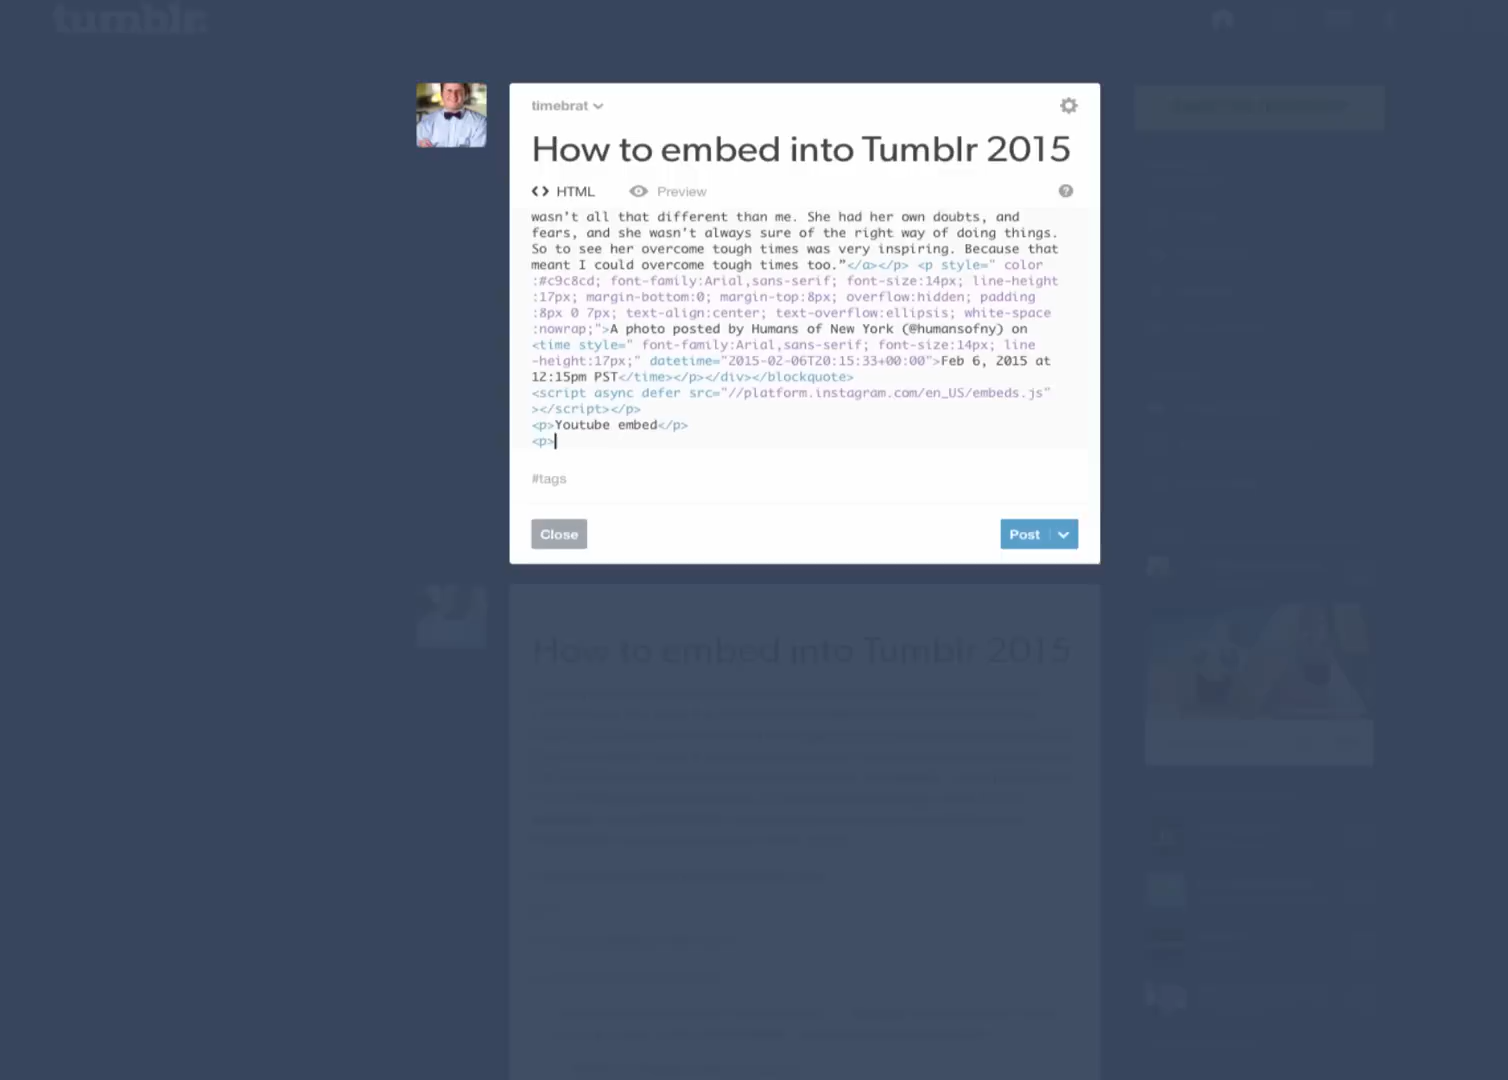 tumblr.
timebrat
How to embed into Tumblr 2015
<> HTML Preview ?
wasn't all that different than me. She had her own doubts, and
fears, and she wasn't always sure of the right way of doing things.
So to see her overcome tough times was very inspiring. Because that
meant I could overcome tough times too.”</a></p> <p style=" color
:#c9c8cd; font-family:Arial,sans-serif; font-size:14px; line-height
:17px; margin-bottom:0; margin-top:8px; overflow:hidden; padding
:8px 0 7px; text-align:center; text-overflow:ellipsis; white-space
:nowrap;">A photo posted by Humans of New York (@humansofny) on
<time style=" font-family:Arial,sans-serif; font-size:14px; line
-height:17px;" datetime="2015-02-06T20:15:33+00:00">Feb 6, 2015 at
12:15pm PST</time></p></div></blockquote>
<script async defer src="//platform.instagram.com/en_US/embeds.js"
></script></p>
<p>Youtube embed</p>
<p>
#tags
Close Post
How to embed into Tumblr 2015